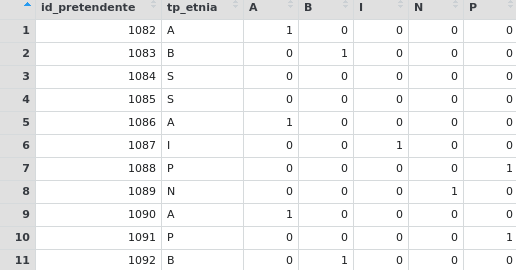 id_pretendente tp_etnia A B I N P
1 1082 A 1 0 0 0 0
2 1083 B 0 1 0 0 0
3 1084 S 0 0 0 0 0
4 1085 S 0 0 0 0 0
5 1086 A 1 0 0 0 0
6 1087 I 0 0 1 0 0
7 1088 P 0 0 0 0 1
8 1089 N 0 0 0 1 0
9 1090 A 1 0 0 0 0
10 1091 P 0 0 0 0 1
11 1092 B 0 1 0 0 0